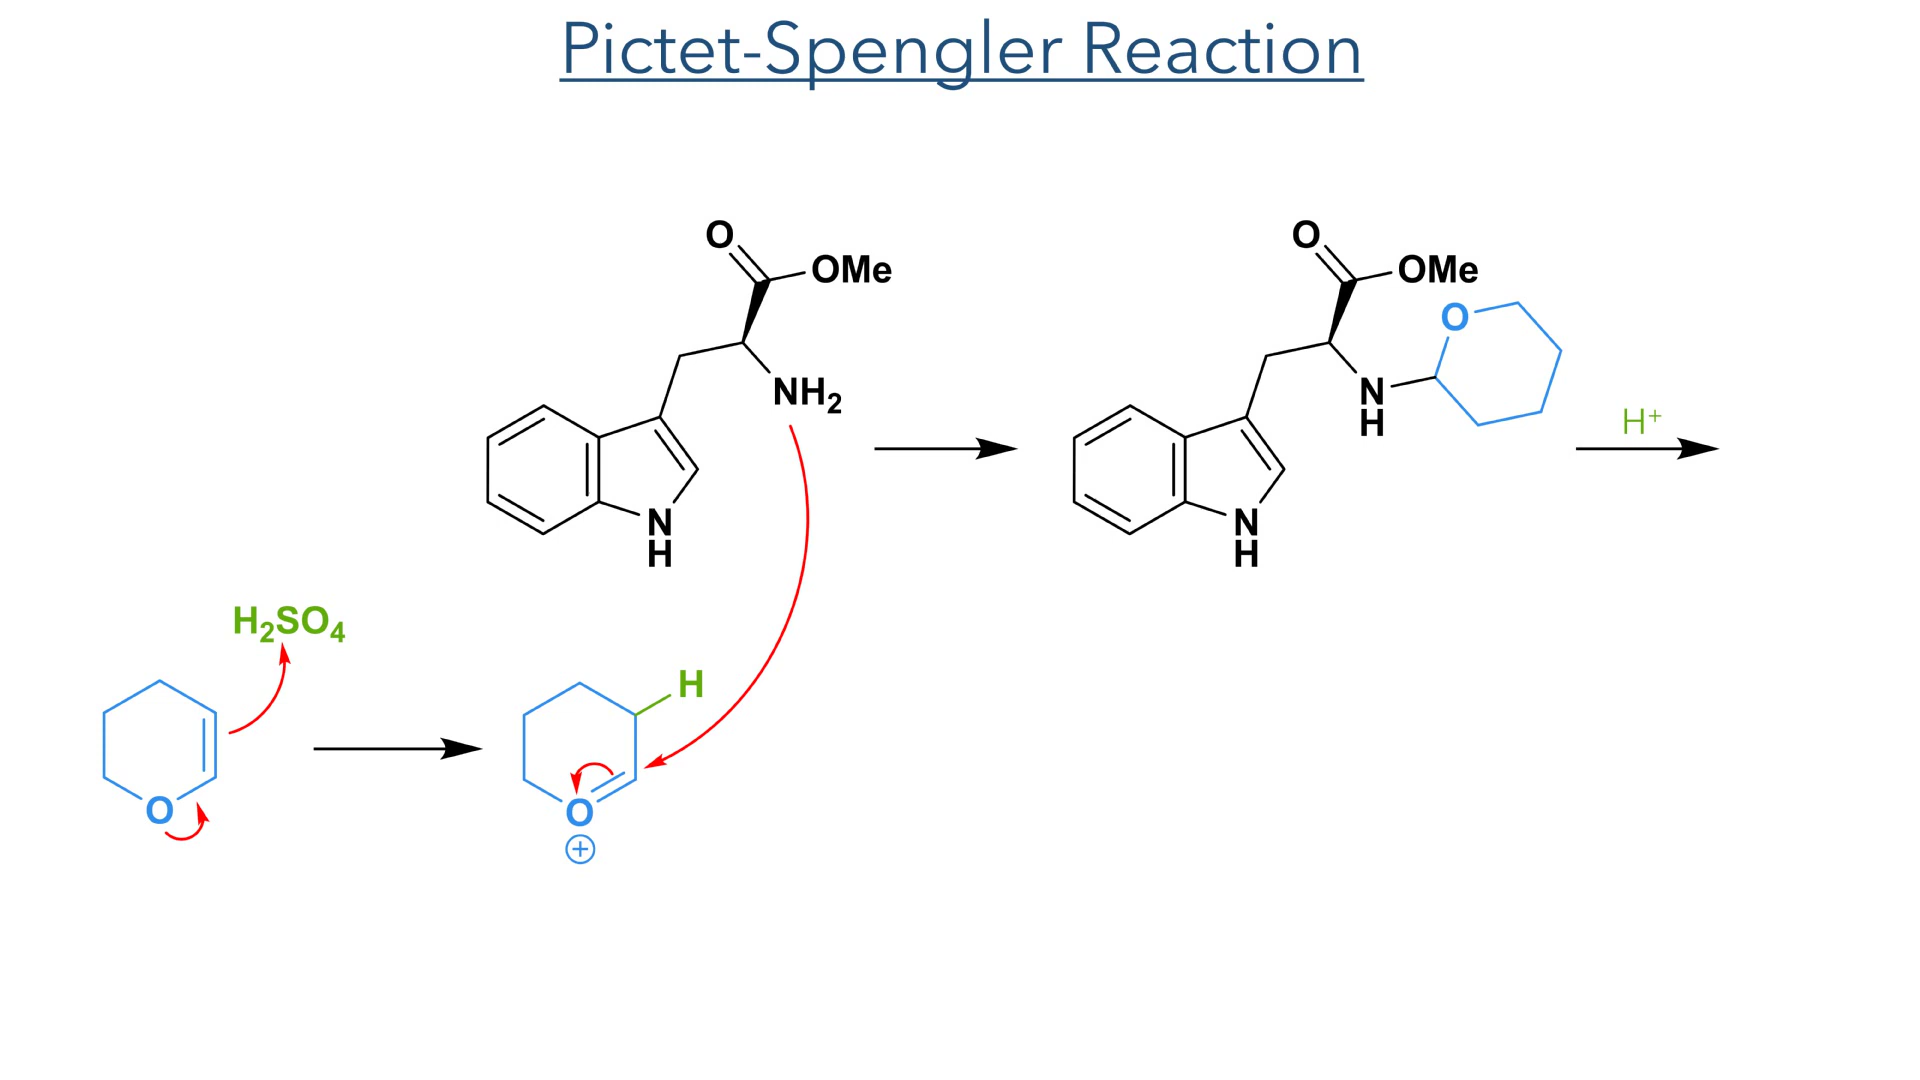 Pictet-Spengler Reaction
O
OMe
NH₂
N
H
O
OMe
O
N
H
N
H
H⁺
H₂SO₄
O
H
O
⊕